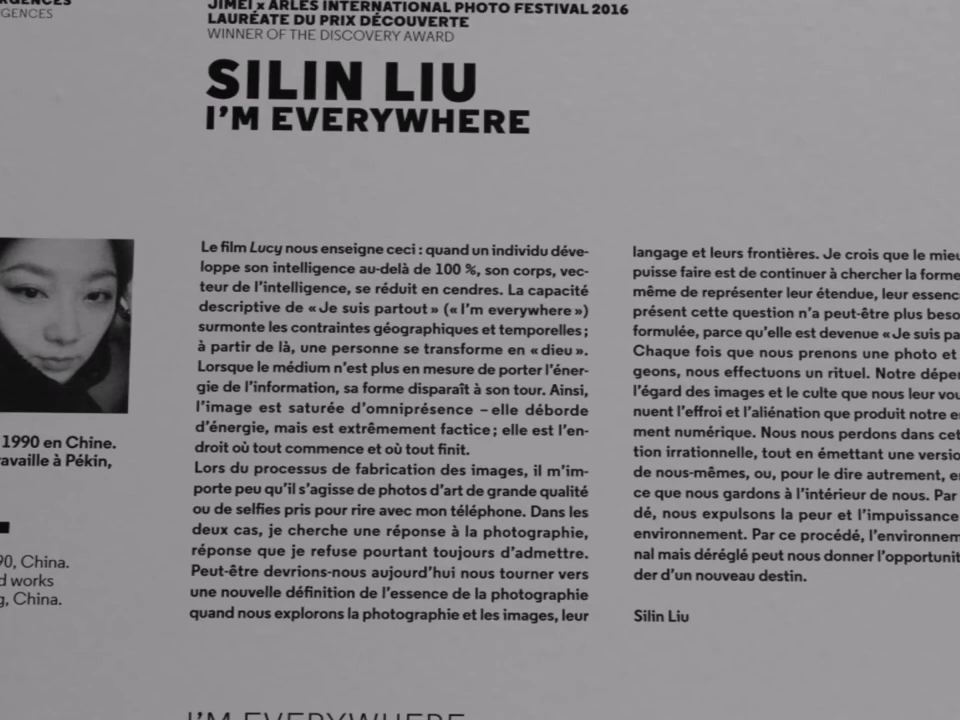 GENCES
JIMEI x ARLES INTERNATIONAL PHOTO FESTIVAL 2016
LAURÉATE DU PRIX DÉCOUVERTE
WINNER OF THE DISCOVERY AWARD
SILIN LIU
I'M EVERYWHERE
Le film Lucy nous enseigne ceci : quand un individu déve-
loppe son intelligence au-delà de 100 %, son corps, vec-
teur de l'intelligence, se réduit en cendres. La capacité
descriptive de « Je suis partout » (« I'm everywhere »)
surmonte les contraintes géographiques et temporelles ;
à partir de là, une personne se transforme en « dieu ».
Lorsque le médium n'est plus en mesure de porter l'éner-
gie de l'information, sa forme disparaît à son tour. Ainsi,
l'image est saturée d'omniprésence – elle déborde
d'énergie, mais est extrêmement factice ; elle est l'en-
droit où tout commence et où tout finit.
Lors du processus de fabrication des images, il m'im-
porte peu qu'il s'agisse de photos d'art de grande qualité
ou de selfies pris pour rire avec mon téléphone. Dans les
deux cas, je cherche une réponse à la photographie,
réponse que je refuse pourtant toujours d'admettre.
Peut-être devrions-nous aujourd'hui nous tourner vers
une nouvelle définition de l'essence de la photographie
quand nous explorons la photographie et les images, leur
langage et leurs frontières. Je crois que le mieu
puisse faire est de continuer à chercher la forme
même de représenter leur étendue, leur essenc
présent cette question n'a peut-être plus beso
formulée, parce qu'elle est devenue « Je suis pa
Chaque fois que nous prenons une photo et
geons, nous effectuons un rituel. Notre dépe
l'égard des images et le culte que nous leur vou
nuent l'effroi et l'aliénation que produit notre e
ment numérique. Nous nous perdons dans cet
tion irrationnelle, tout en émettant une versio
de nous-mêmes, ou, pour le dire autrement, e
ce que nous gardons à l'intérieur de nous. Par
dé, nous expulsons la peur et l'impuissance
environnement. Par ce procédé, l'environnem
nal mais déréglé peut nous donner l'opportunit
der d'un nouveau destin.
Silin Liu
1990 en Chine.
availle à Pékin,
90, China.
d works
g, China.
I'M EVERYWHERE